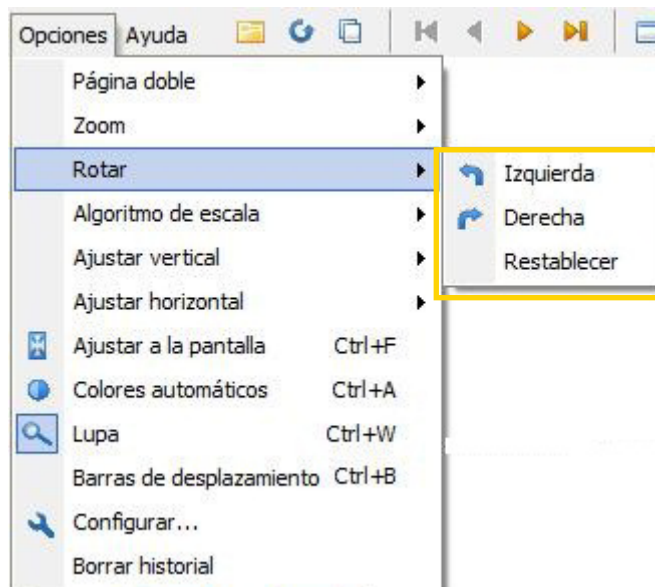 Opciones Ayuda
Página doble
Zoom
Rotar
Izquierda
Derecha
Restablecer
Algoritmo de escala
Ajustar vertical
Ajustar horizontal
Ajustar a la pantalla Ctrl+F
Colores automáticos Ctrl+A
Lupa Ctrl+W
Barras de desplazamiento Ctrl+B
Configurar...
Borrar historial